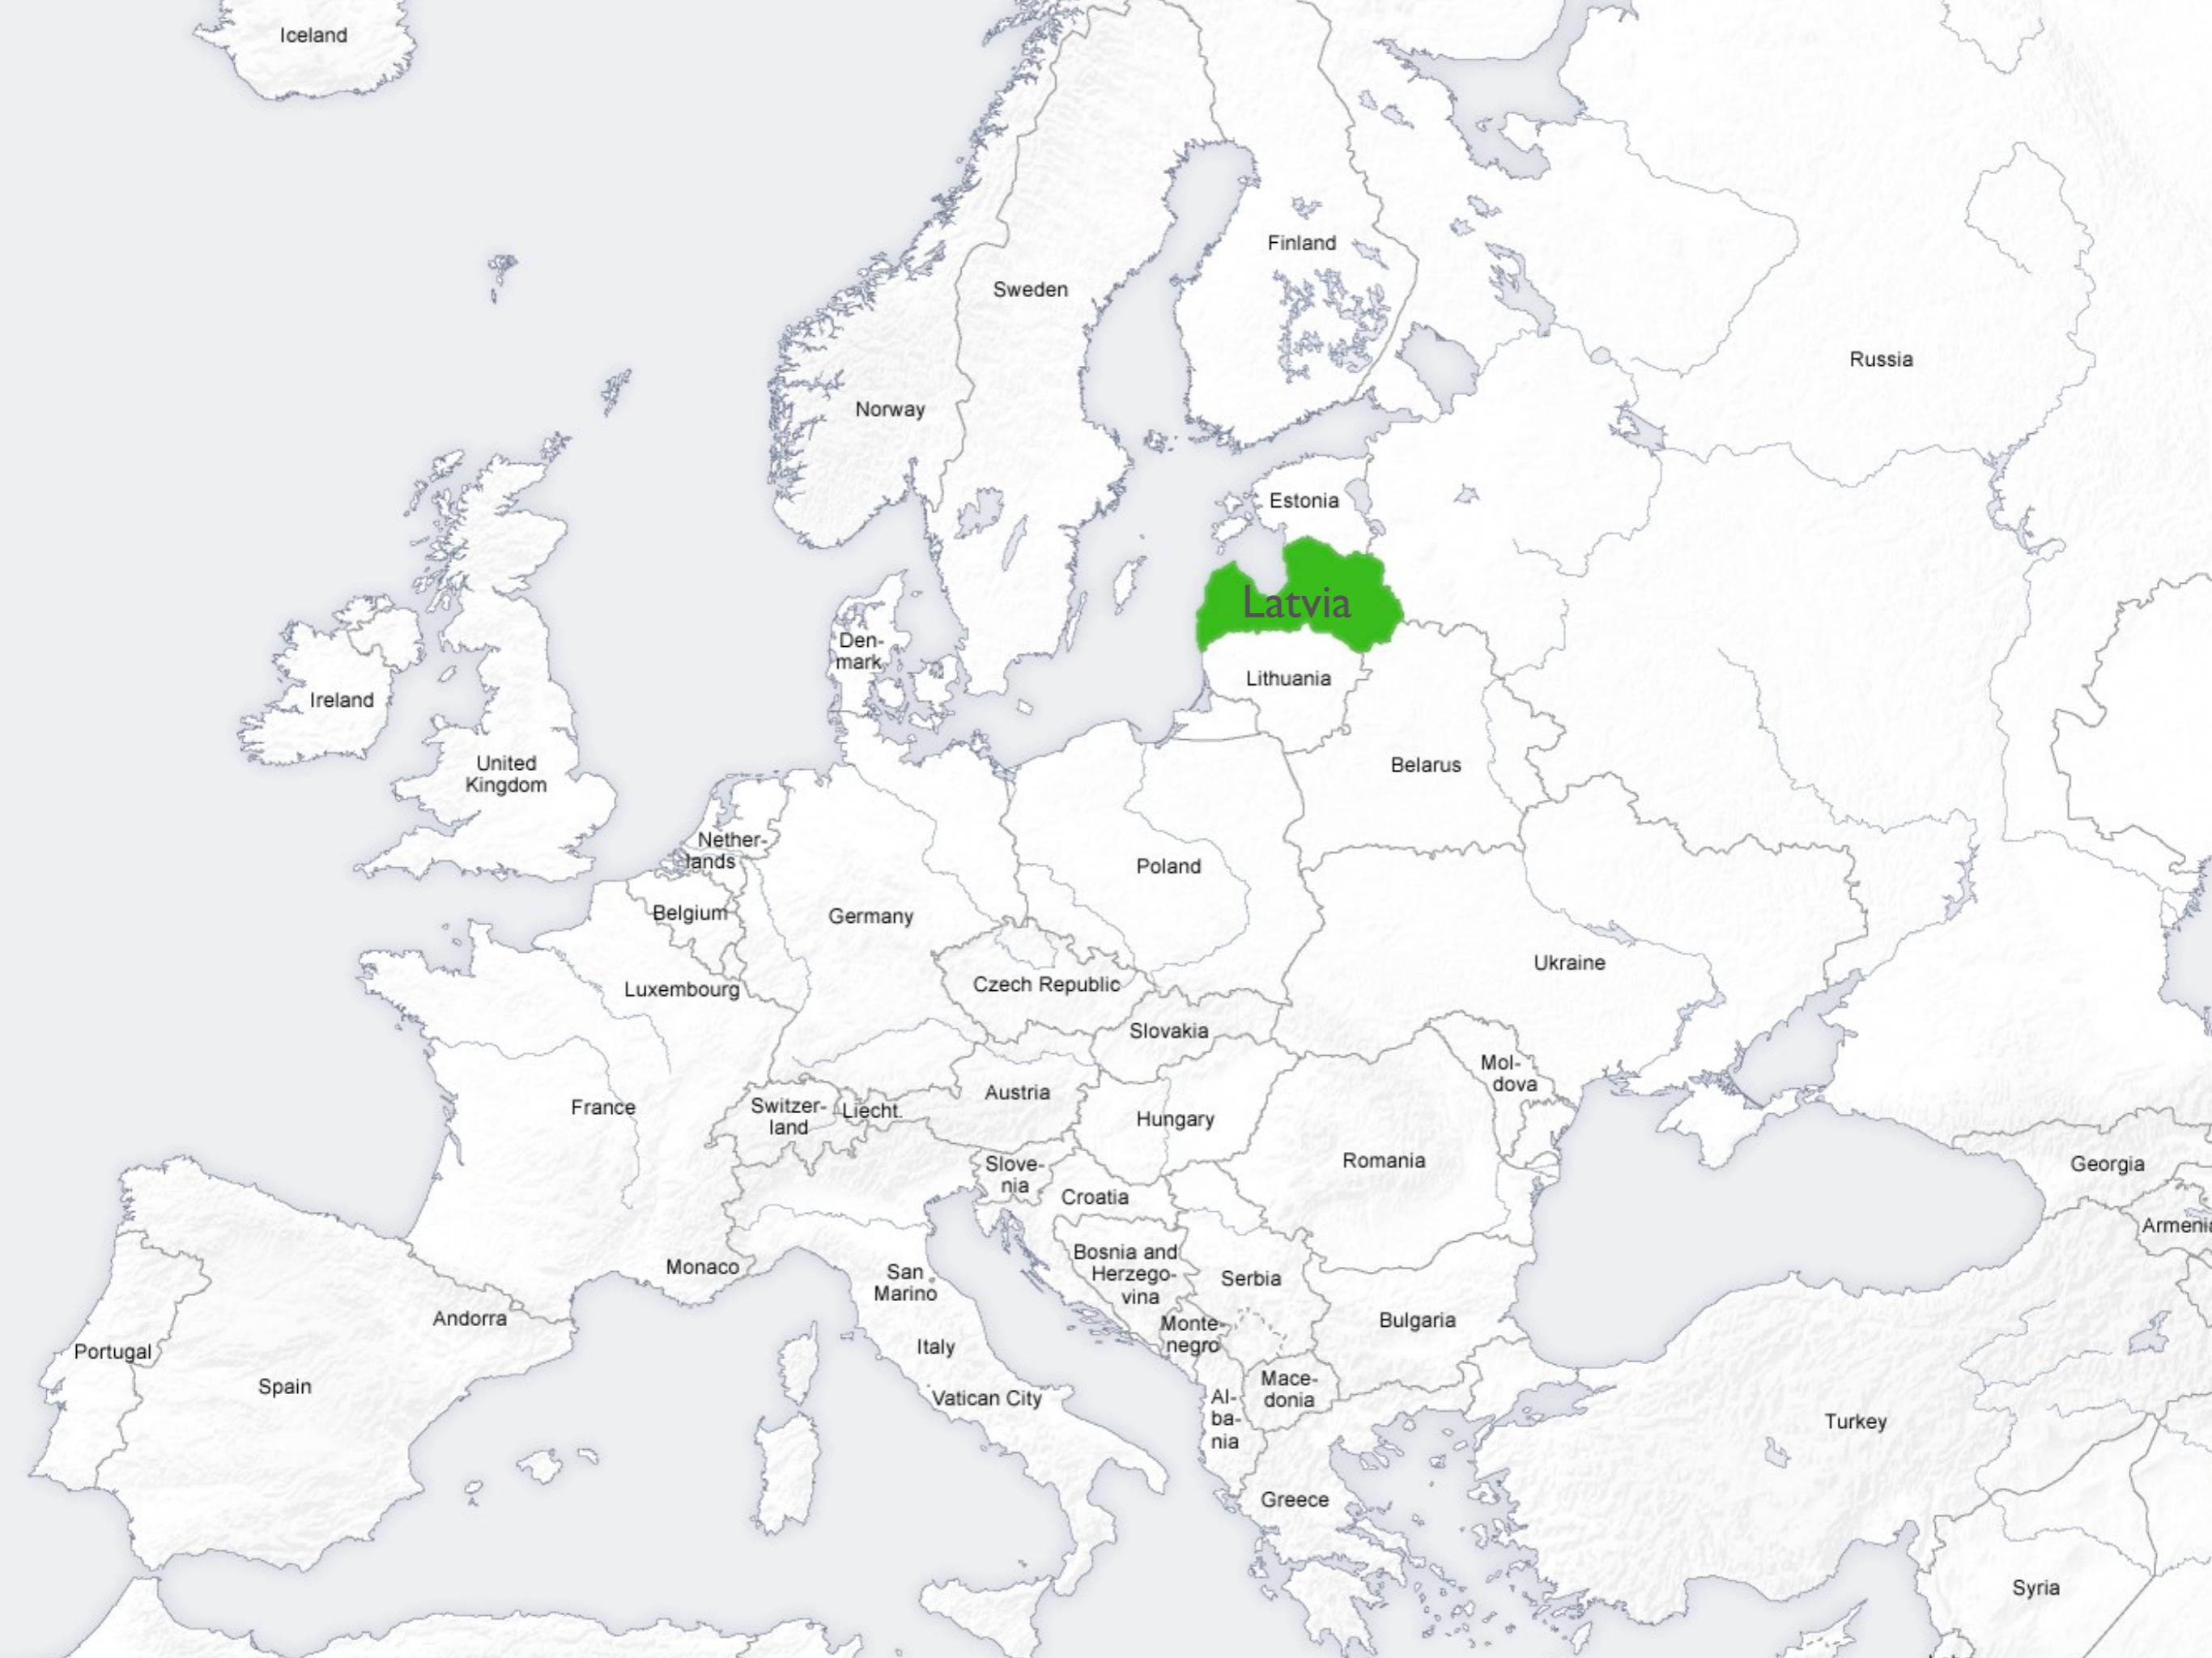 Iceland
Finland
Sweden
Russia
Norway
Estonia
Latvia
Den-
mark
Lithuania
Ireland
United
Kingdom
Belarus
Nether-
lands
Poland
Belgium
Germany
Ukraine
Czech Republic
Luxembourg
Slovakia
Mol-
dova
Austria
France
Switzer-
land
Liecht.
Hungary
Romania
Georgia
Slove-
nia
Croatia
Armenia
Bosnia and
Herzego-
vina
Monaco
San
Marino
Serbia
Andorra
Bulgaria
Monte-
negro
Portugal
Italy
Spain
Mace-
donia
Vatican City
Al-
ba-
nia
Turkey
Greece
Syria